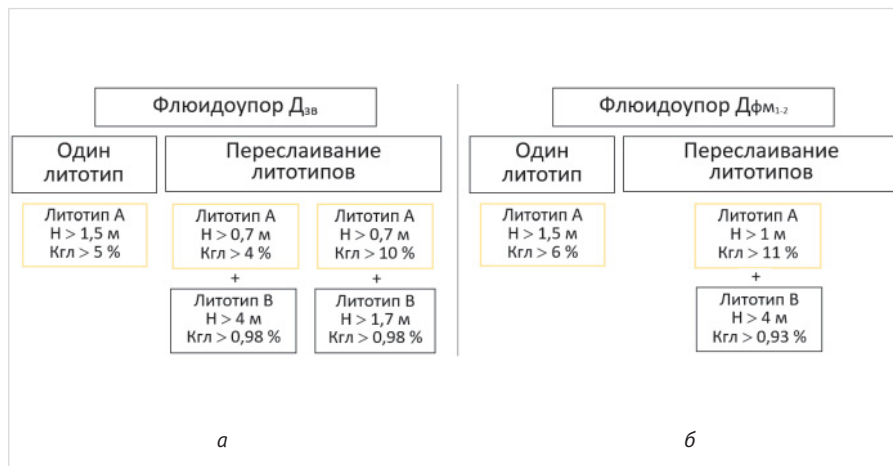 Флюидоупор Дзв
Один
литотип
Переслаивание
литотипов
Литотип А
Н > 1,5 м
Кгл > 5 %
Литотип А
Н > 0,7 м
Кгл > 4 %
+
Литотип В
Н > 4 м
Кгл > 0,98 %
Литотип А
Н > 0,7 м
Кгл > 10 %
+
Литотип В
Н > 1,7 м
Кгл > 0,98 %
а
Флюидоупор Дфм1-2
Один
литотип
Переслаивание
литотипов
Литотип А
Н > 1,5 м
Кгл > 6 %
Литотип А
Н > 1 м
Кгл > 11 %
+
Литотип В
Н > 4 м
Кгл > 0,93 %
б